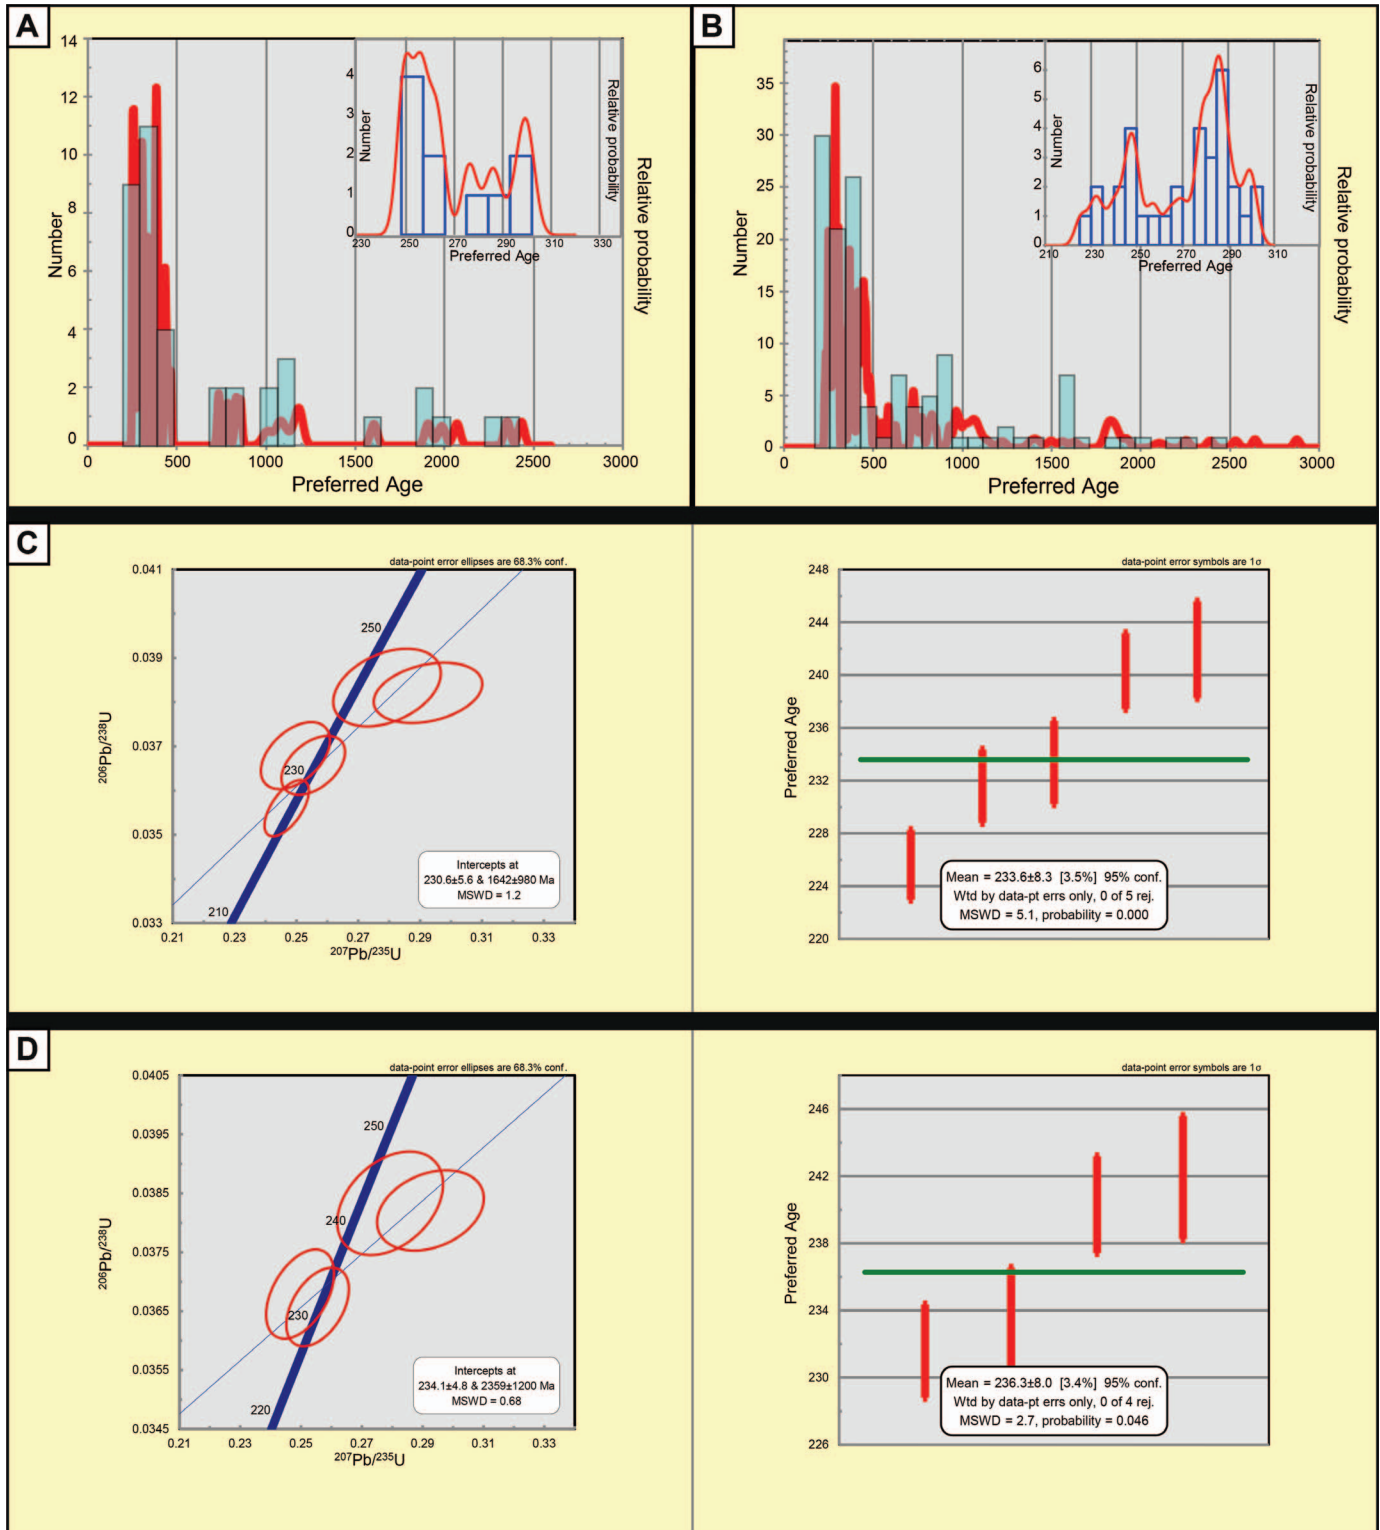 A
14
12
10
8
6
4
2
0
Number
0 500 1000 1500 2000 2500 3000
Preferred Age
Relative probability
4
3
2
1
0
Number
230 250 270 290 310 330
Preferred Age
Relative probability
B
35
30
25
20
15
10
5
0
Number
0 500 1000 1500 2000 2500 3000
Preferred Age
Relative probability
6
5
4
3
2
1
0
Number
210 230 250 270 290 310
Preferred Age
Relative probability
C
data-point error ellipses are 68.3% conf.
0.041
0.039
0.037
0.035
0.033
206Pb/238U
250
230
210
Intercepts at
230.6±5.6 & 1642±980 Ma
MSWD = 1.2
0.21 0.23 0.25 0.27 0.29 0.31 0.33
207Pb/235U
data-point error symbols are 1σ
248
244
240
236
232
228
224
220
Preferred Age
Mean = 233.6±8.3 [3.5%] 95% conf.
Wtd by data-pt errs only, 0 of 5 rej.
MSWD = 5.1, probability = 0.000
D
data-point error ellipses are 68.3% conf.
0.0405
0.0395
0.0385
0.0375
0.0365
0.0355
0.0345
206Pb/238U
250
240
230
220
Intercepts at
234.1±4.8 & 2359±1200 Ma
MSWD = 0.68
0.21 0.23 0.25 0.27 0.29 0.31 0.33
207Pb/235U
data-point error symbols are 1σ
246
242
238
234
230
226
Preferred Age
Mean = 236.3±8.0 [3.4%] 95% conf.
Wtd by data-pt errs only, 0 of 4 rej.
MSWD = 2.7, probability = 0.046